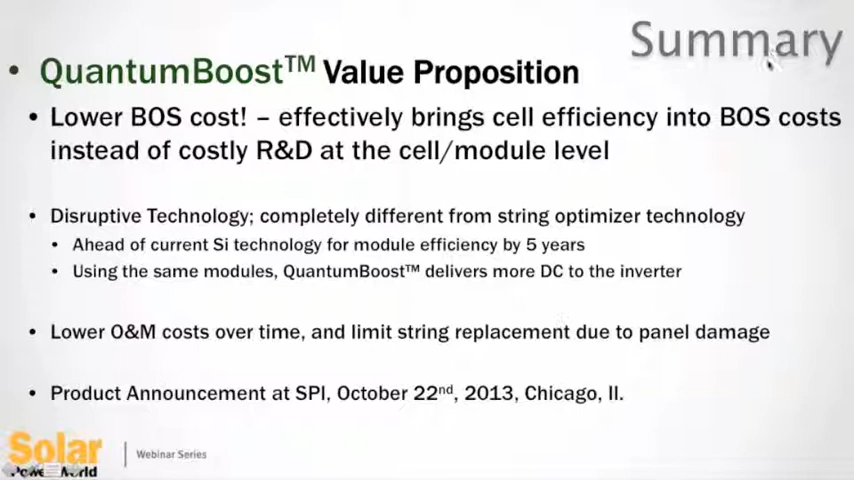 Summary
• QuantumBoost™ Value Proposition
• Lower BOS cost! – effectively brings cell efficiency into BOS costs
instead of costly R&D at the cell/module level
• Disruptive Technology; completely different from string optimizer technology
• Ahead of current Si technology for module efficiency by 5 years
• Using the same modules, QuantumBoost™ delivers more DC to the inverter
• Lower O&M costs over time, and limit string replacement due to panel damage
• Product Announcement at SPI, October 22nd, 2013, Chicago, Il.
Solar
Power World
Webinar Series